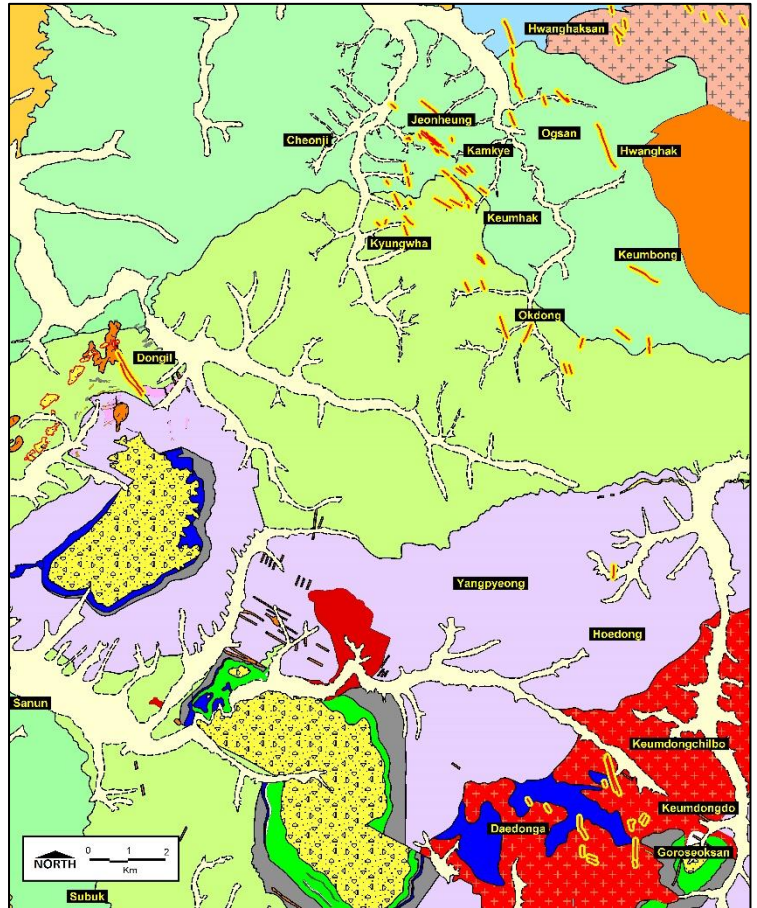 Hwanghaksan
Jeonheung
Cheonji
Ogsan
Kamkye
Hwanghak
Keumhak
Kyungwha
Keumbong
Okdong
Dongil
Yangpyeong
Hoedong
Sanun
Keumdongchilbo
Keumdongdo
Daedonga
Goroseoksan
0 1 2
NORTH
Km
Subuk